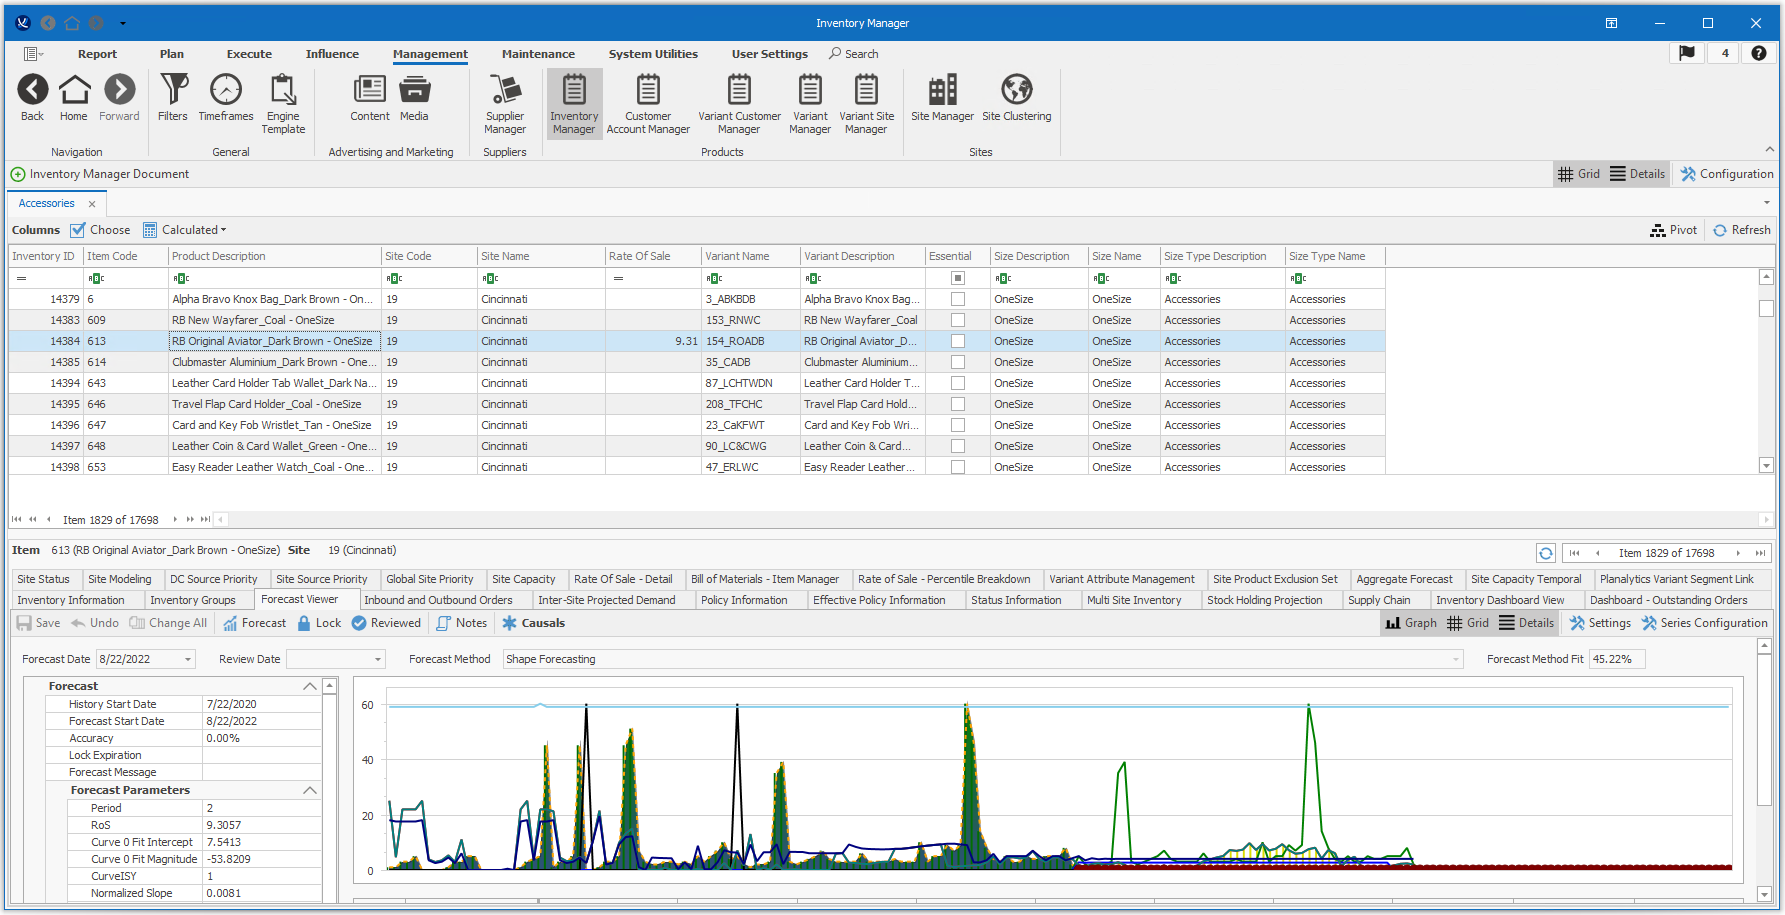 Inventory Manager
Report Plan Execute Influence Management Maintenance System Utilities User Settings Search 4
Back Home Forward Filters Timeframes Engine Template Content Media Supplier Manager Inventory Manager Customer Account Manager Variant Customer Manager Variant Manager Variant Site Manager Site Manager Site Clustering
Navigation General Advertising and Marketing Suppliers Products Sites
Inventory Manager Document Grid Details Configuration
Accessories
Columns Choose Calculated Pivot Refresh
Inventory ID Item Code Product Description Site Code Site Name Rate Of Sale Variant Name Variant Description Essential Size Description Size Name Size Type Description Size Type Name
= ABC ABC ABC ABC = ABC ABC ABC ABC ABC ABC
14379 6 Alpha Bravo Knox Bag_Dark Brown - On... 19 Cincinnati 3_ABKBDB Alpha Bravo Knox Bag... OneSize OneSize Accessories Accessories
14383 609 RB New Wayfarer_Coal - OneSize 19 Cincinnati 153_RNWC RB New Wayfarer_Coal OneSize OneSize Accessories Accessories
14384 613 RB Original Aviator_Dark Brown - OneSize 19 Cincinnati 9.31 154_ROADB RB Original Aviator_D... OneSize OneSize Accessories Accessories
14385 614 Clubmaster Aluminium_Dark Brown - One... 19 Cincinnati 35_CADB Clubmaster Aluminium... OneSize OneSize Accessories Accessories
14394 643 Leather Card Holder Tab Wallet_Dark Na... 19 Cincinnati 87_LCHTWDN Leather Card Holder T... OneSize OneSize Accessories Accessories
14395 646 Travel Flap Card Holder_Coal - OneSize 19 Cincinnati 208_TFCHC Travel Flap Card Hold... OneSize OneSize Accessories Accessories
14396 647 Card and Key Fob Wristlet_Tan - OneSize 19 Cincinnati 23_CaKFWT Card and Key Fob Wri... OneSize OneSize Accessories Accessories
14397 648 Leather Coin & Card Wallet_Green - One... 19 Cincinnati 90_LC&CWG Leather Coin & Card... OneSize OneSize Accessories Accessories
14398 653 Easy Reader Leather Watch_Coal - One... 19 Cincinnati 47_ERLWC Easy Reader Leather... OneSize OneSize Accessories Accessories
Item 1829 of 17698
Item 613 (RB Original Aviator_Dark Brown - OneSize) Site 19 (Cincinnati) Item 1829 of 17698
Site Status Site Modeling DC Source Priority Site Source Priority Global Site Priority Site Capacity Rate Of Sale - Detail Bill of Materials - Item Manager Rate of Sale - Percentile Breakdown Variant Attribute Management Site Product Exclusion Set Aggregate Forecast Site Capacity Temporal Planalytics Variant Segment Link
Inventory Information Inventory Groups Forecast Viewer Inbound and Outbound Orders Inter-Site Projected Demand Policy Information Effective Policy Information Status Information Multi Site Inventory Stock Holding Projection Supply Chain Inventory Dashboard View Dashboard - Outstanding Orders
Save Undo Change All Forecast Lock Reviewed Notes Causals Graph Grid Details Settings Series Configuration
Forecast Date 8/22/2022 Review Date Forecast Method Shape Forecasting Forecast Method Fit 45.22%
Forecast
History Start Date 7/22/2020
Forecast Start Date 8/22/2022
Accuracy 0.00%
Lock Expiration
Forecast Message
Forecast Parameters
Period 2
RoS 9.3057
Curve 0 Fit Intercept 7.5413
Curve 0 Fit Magnitude -53.8209
CurveISY 1
Normalized Slope 0.0081
60
40
20
0